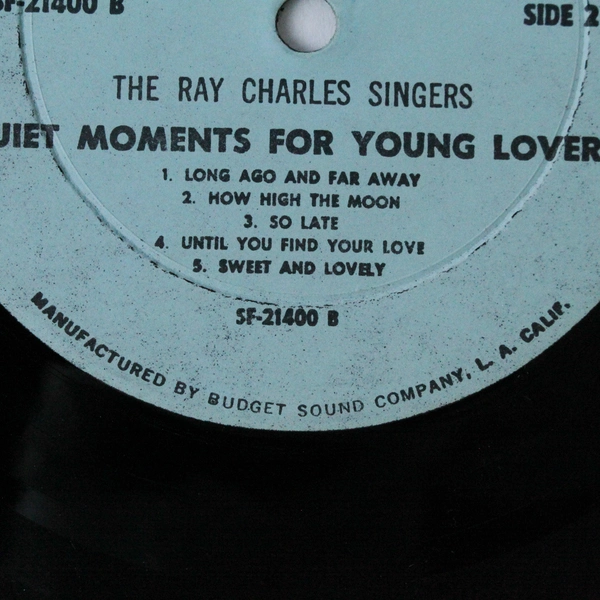 SF-21400 B
SIDE 2
THE RAY CHARLES SINGERS
UIET MOMENTS FOR YOUNG LOVER
1. LONG AGO AND FAR AWAY
2. HOW HIGH THE MOON
3. SO LATE
4. UNTIL YOU FIND YOUR LOVE
5. SWEET AND LOVELY
SF-21400 B
MANUFACTURED BY BUDGET SOUND COMPANY, L. A. CALIF.